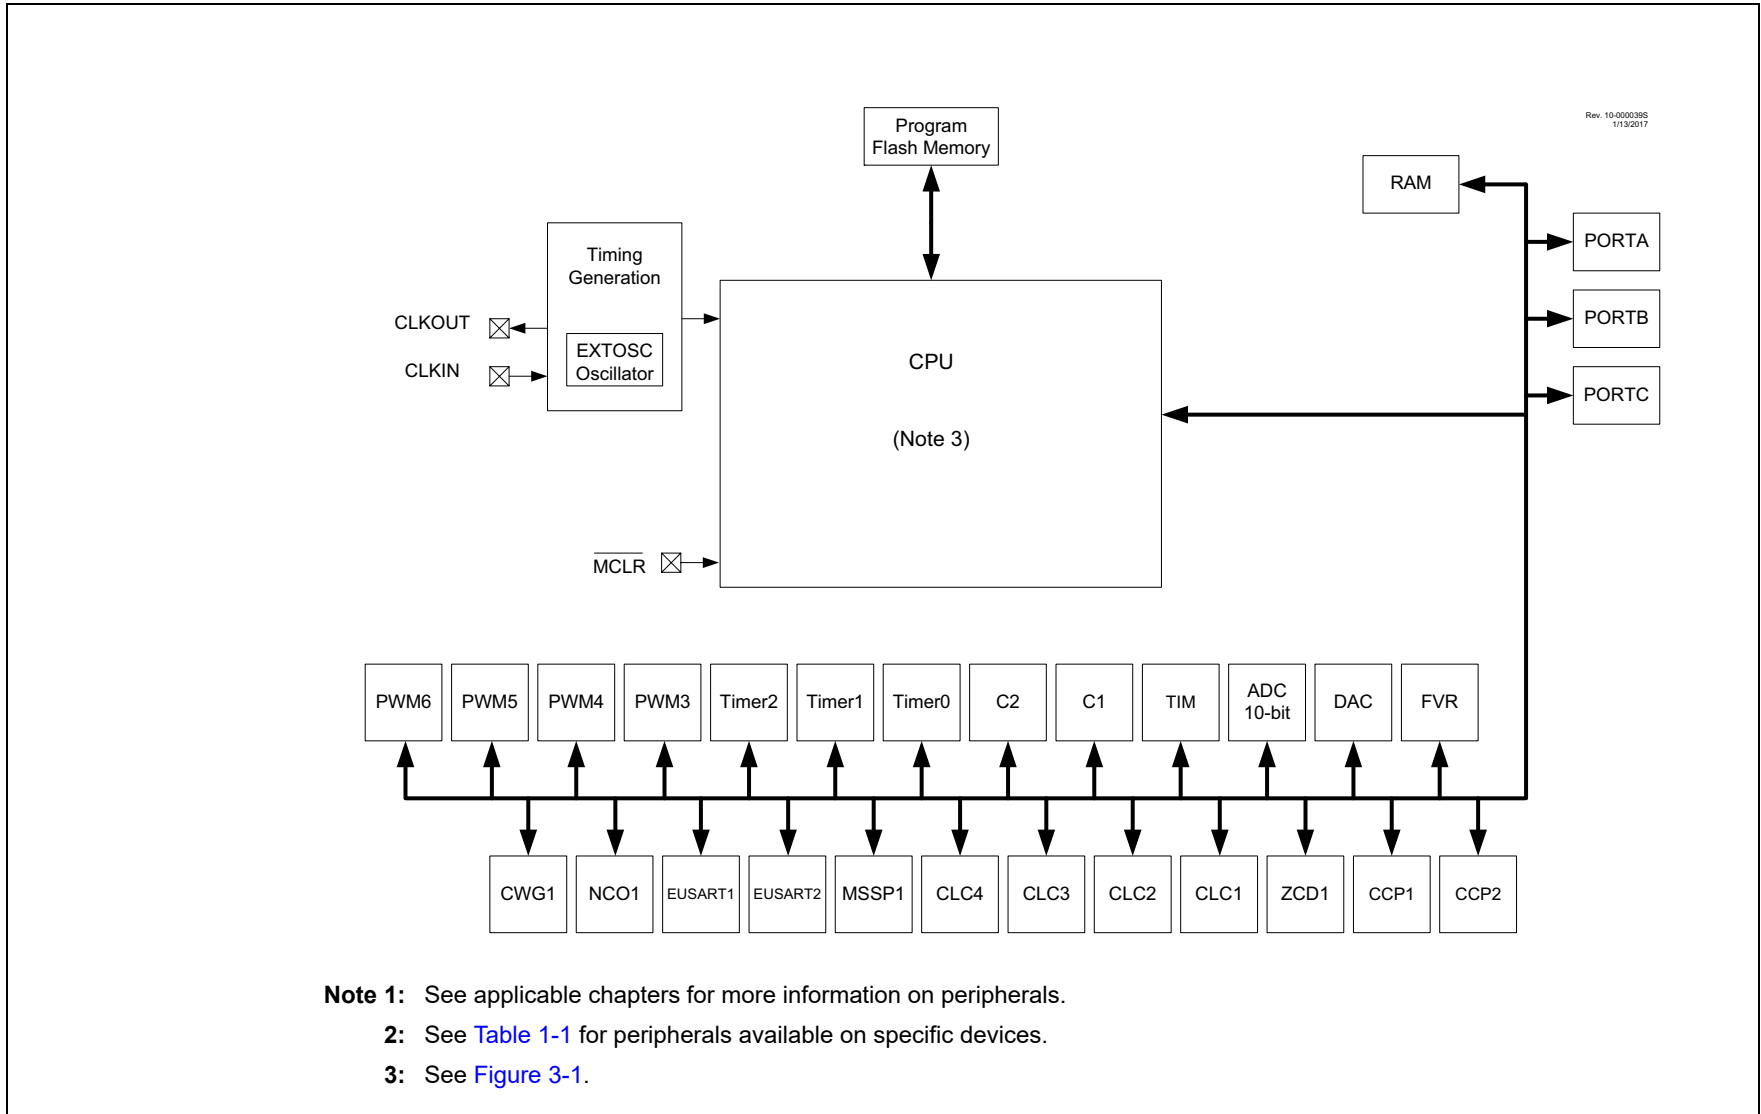 Rev. 10-000039S
1/13/2017
Program
Flash Memory
RAM
PORTA
Timing
Generation
PORTB
CLKOUT
EXTOSC
Oscillator
CLKIN
CPU
PORTC
(Note 3)
MCLR
PWM6
PWM5
PWM4
PWM3
Timer2
Timer1
Timer0
C2
C1
TIM
ADC
10-bit
DAC
FVR
CWG1
NCO1
EUSART1
EUSART2
MSSP1
CLC4
CLC3
CLC2
CLC1
ZCD1
CCP1
CCP2
Note 1: See applicable chapters for more information on peripherals.
2: See Table 1-1 for peripherals available on specific devices.
3: See Figure 3-1.